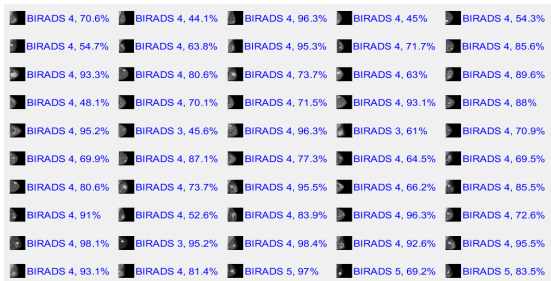 BIRADS 4, 70.6% BIRADS 4, 44.1% BIRADS 4, 96.3% BIRADS 4, 45% BIRADS 4, 54.3%
BIRADS 4, 54.7% BIRADS 4, 63.8% BIRADS 4, 95.3% BIRADS 4, 71.7% BIRADS 4, 85.6%
BIRADS 4, 93.3% BIRADS 4, 80.6% BIRADS 4, 73.7% BIRADS 4, 63% BIRADS 4, 89.6%
BIRADS 4, 48.1% BIRADS 4, 70.1% BIRADS 4, 71.5% BIRADS 4, 93.1% BIRADS 4, 88%
BIRADS 4, 95.2% BIRADS 3, 45.6% BIRADS 4, 96.3% BIRADS 3, 61% BIRADS 4, 70.9%
BIRADS 4, 69.9% BIRADS 4, 87.1% BIRADS 4, 77.3% BIRADS 4, 64.5% BIRADS 4, 69.5%
BIRADS 4, 80.6% BIRADS 4, 73.7% BIRADS 4, 95.5% BIRADS 4, 66.2% BIRADS 4, 85.5%
BIRADS 4, 91% BIRADS 4, 52.6% BIRADS 4, 83.9% BIRADS 4, 96.3% BIRADS 4, 72.6%
BIRADS 4, 98.1% BIRADS 3, 95.2% BIRADS 4, 98.4% BIRADS 4, 92.6% BIRADS 4, 95.5%
BIRADS 4, 93.1% BIRADS 4, 81.4% BIRADS 5, 97% BIRADS 5, 69.2% BIRADS 5, 83.5%